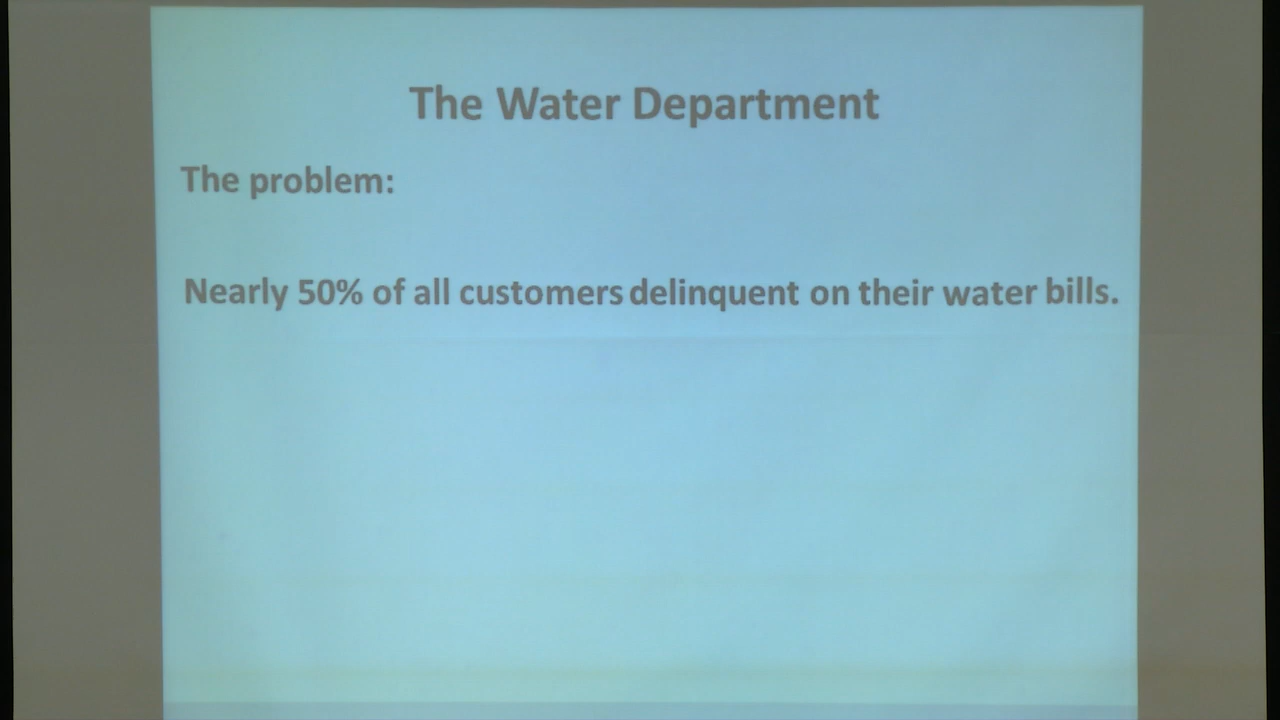 The Water Department
The problem:
Nearly 50% of all customers delinquent on their water bills.